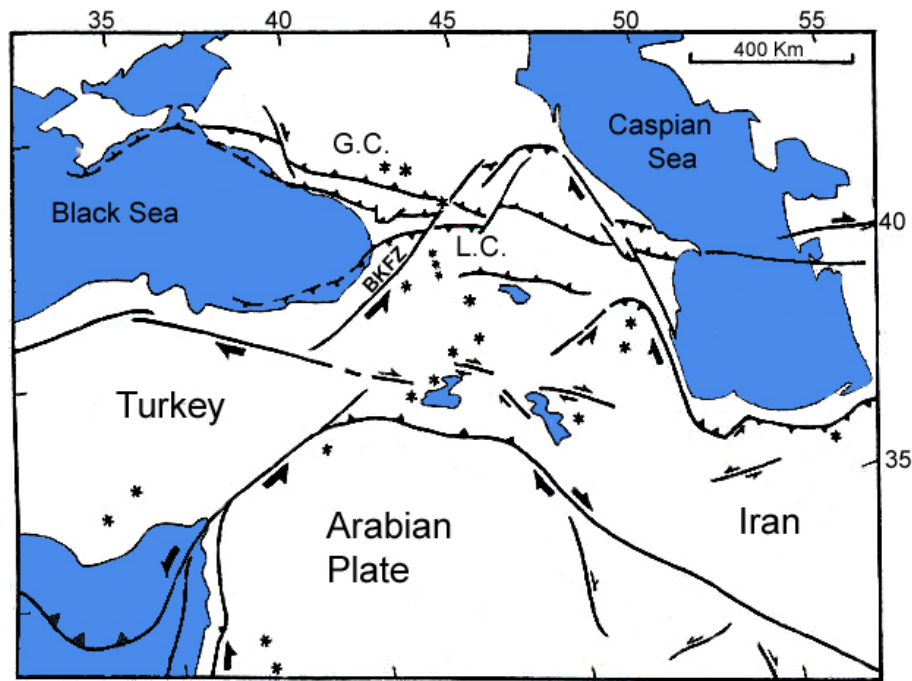 35 40 45 50 55
400 Km
G.C.
Caspian
Sea
Black Sea
40
L.C.
BKFZ
Turkey
35
Arabian
Plate
Iran